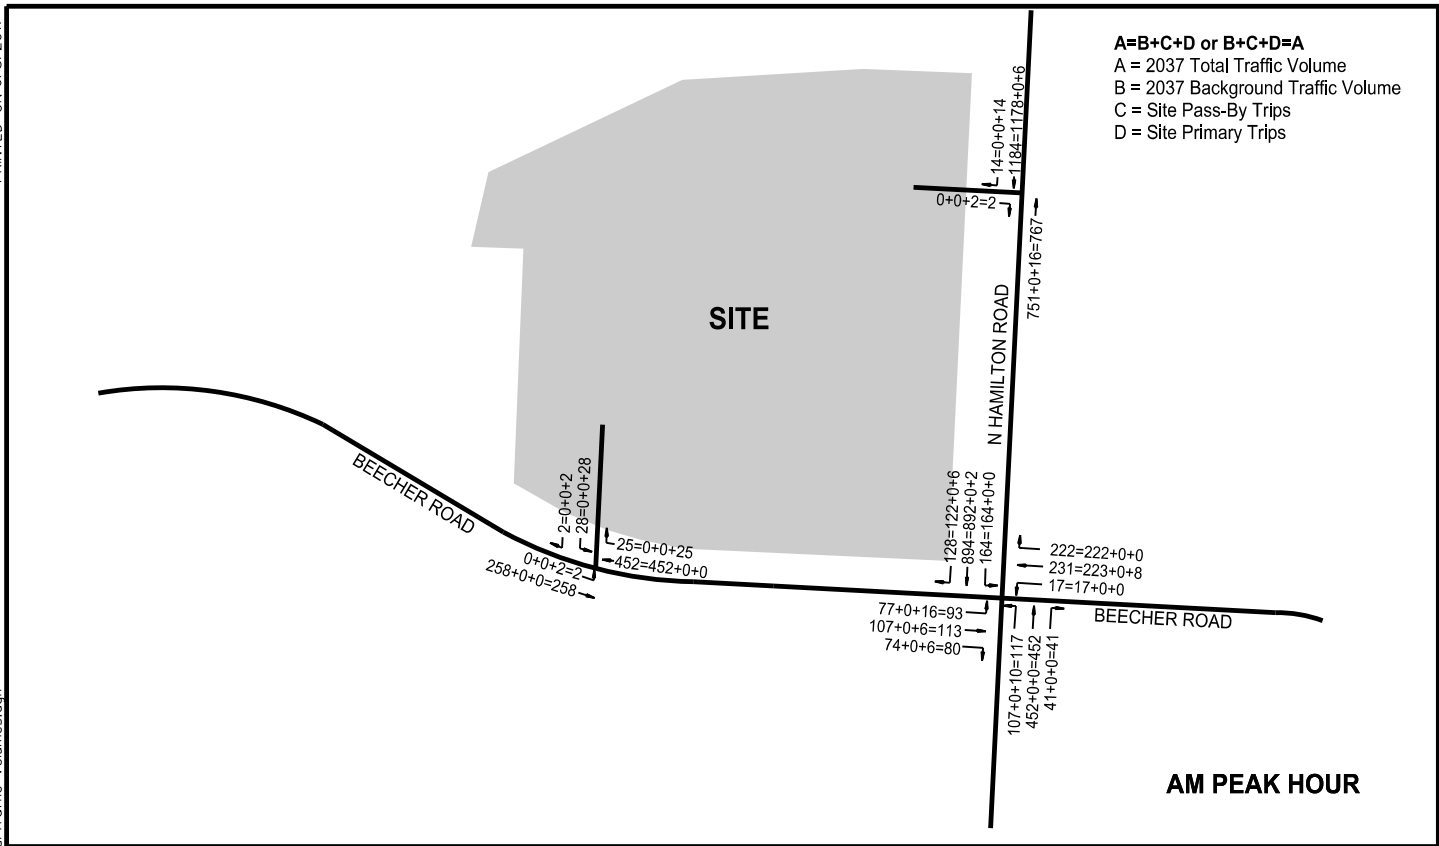 A=B+C+D or B+C+D=A
A = 2037 Total Traffic Volume
B = 2037 Background Traffic Volume
C = Site Pass-By Trips
D = Site Primary Trips
14=0+0+14
1184=1178+0+6
0+0+2=2
751+0+16=767
SITE
N HAMILTON ROAD
BEECHER ROAD
2=0+0+2
28=0+0+28
25=0+0+25
452=452+0+0
0+0+2=2
258+0+0=258
128=122+0+6
894=892+0+2
164=164+0+0
222=222+0+0
231=223+0+8
17=17+0+0
BEECHER ROAD
77+0+16=93
107+0+6=113
74+0+6=80
107+0+10=117
452+0+0=452
41+0+0=41
AM PEAK HOUR